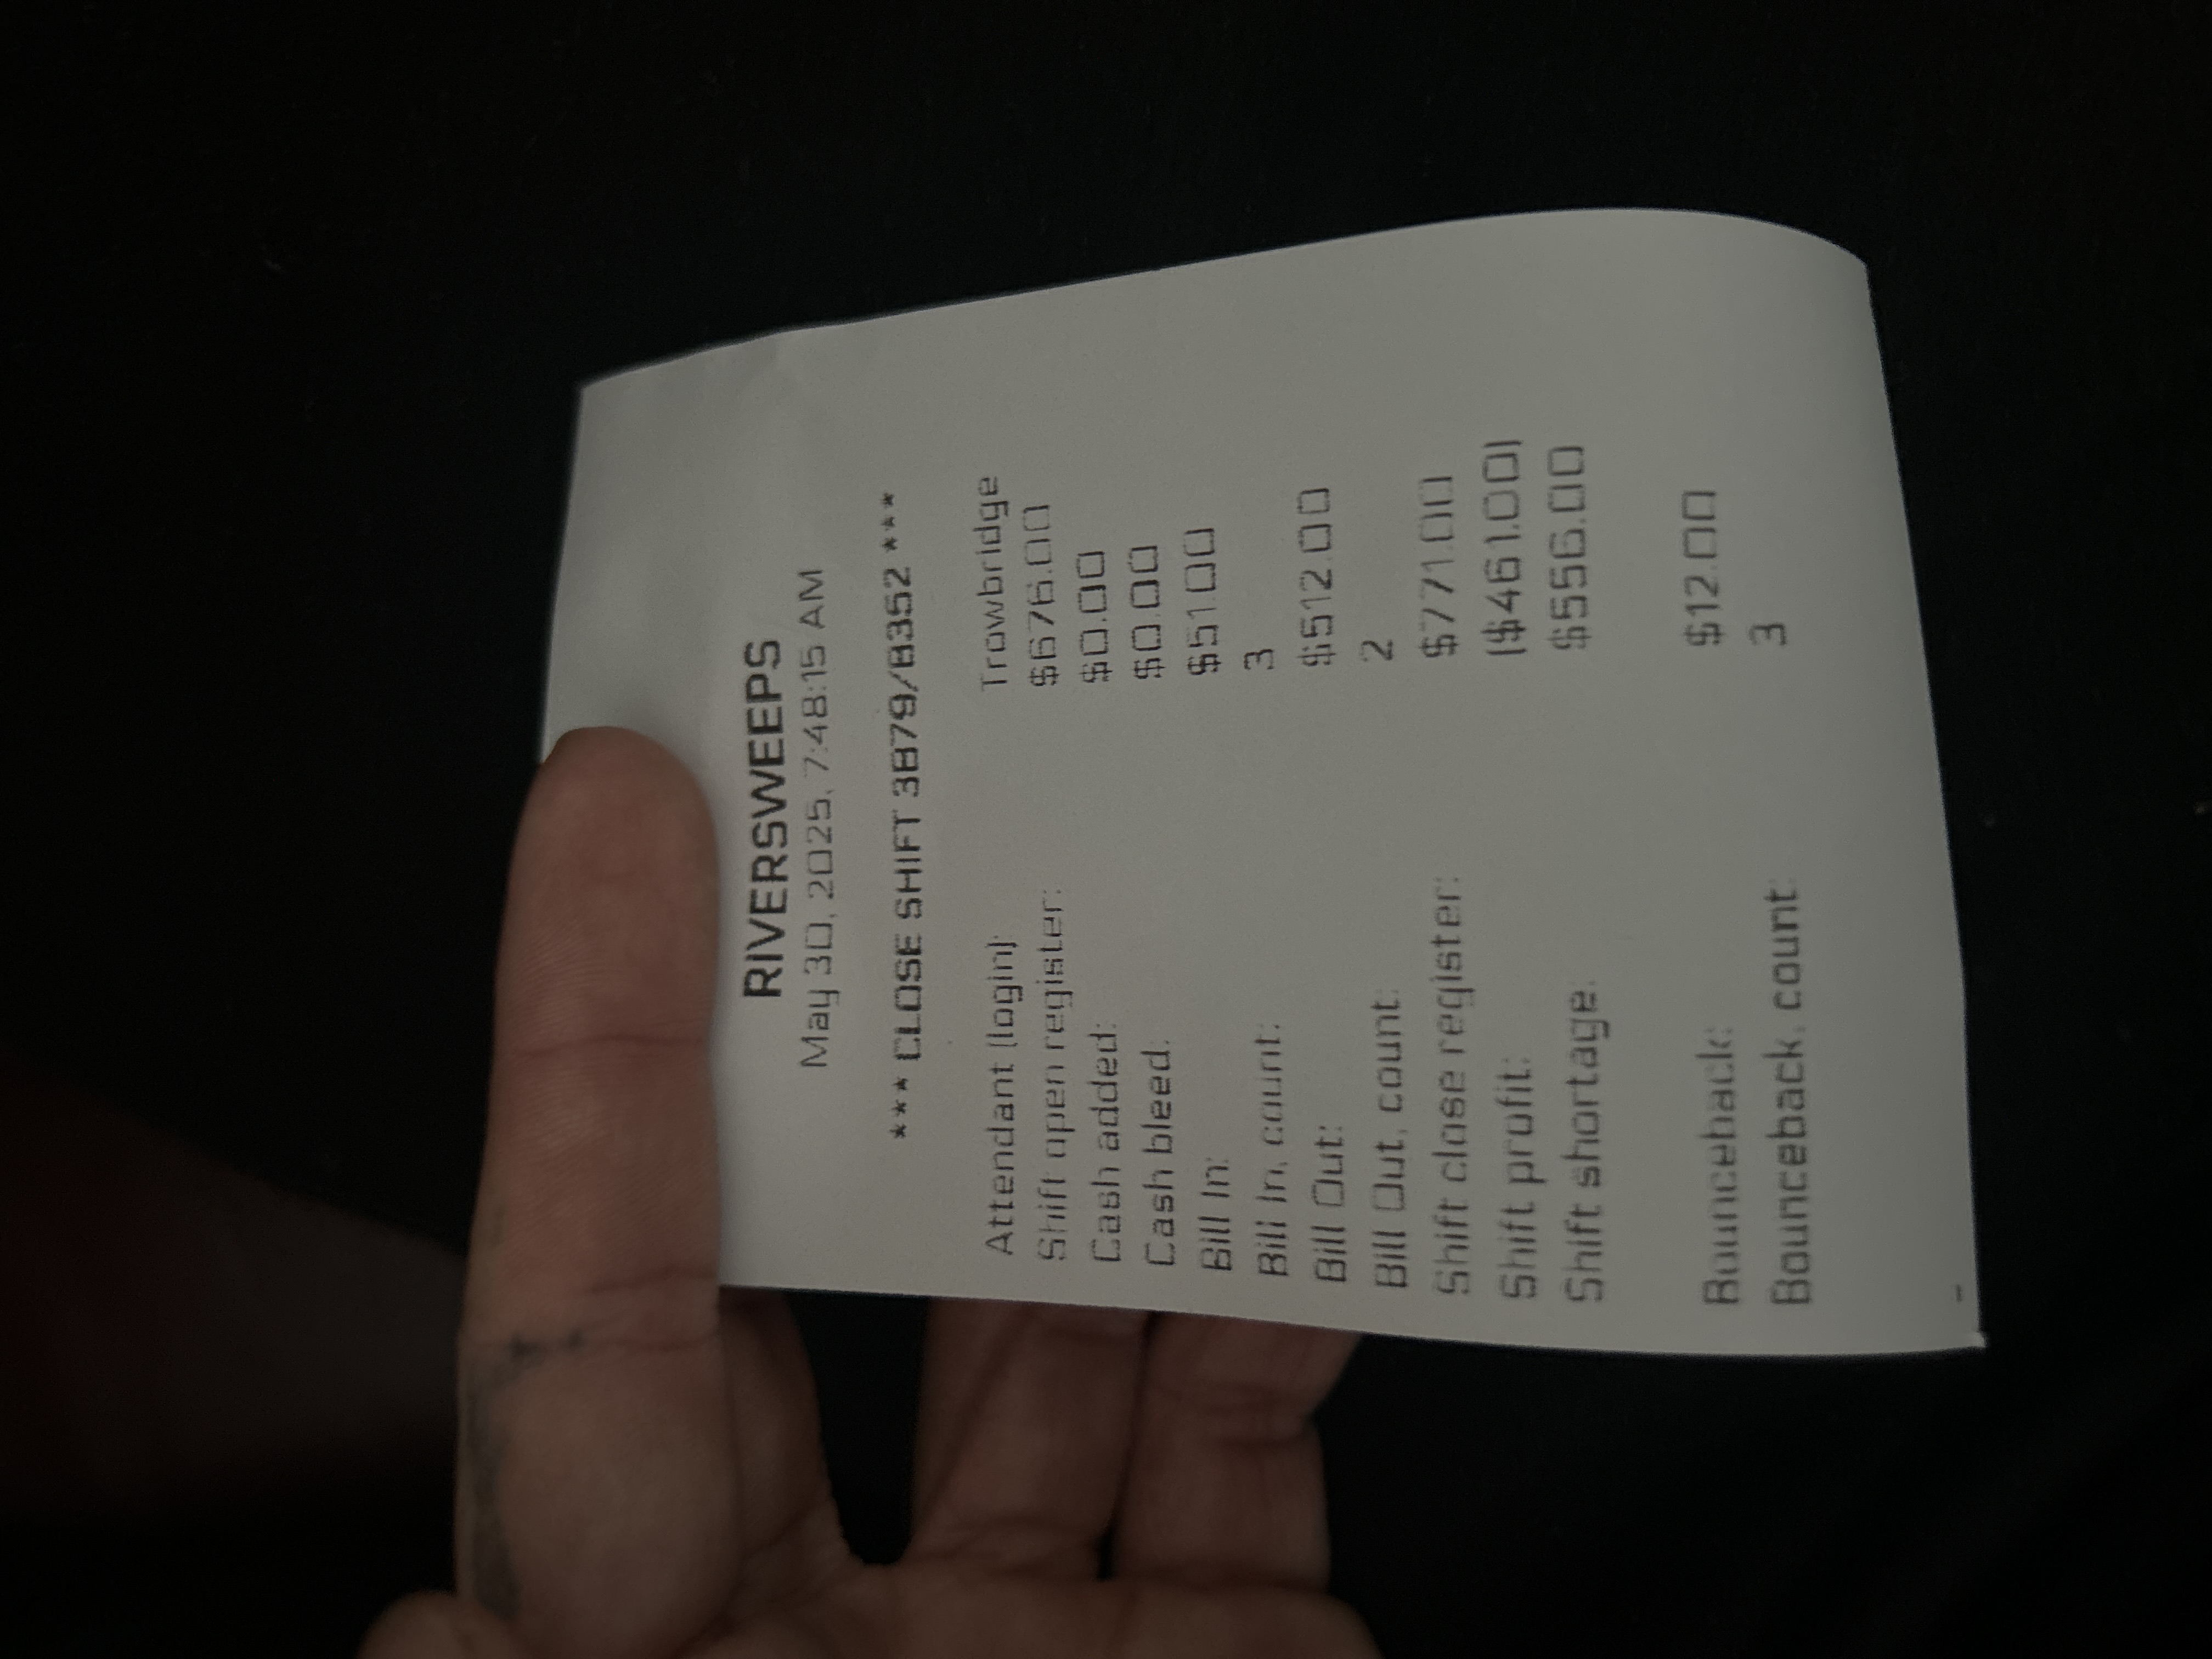 RIVERSWEEPS
May 30, 2025, 7:48:15 AM
*** CLOSE SHIFT 3879/8352 ***
Attendant (login): Trowbridge
Shift open register: $676.00
Cash added: $0.00
Cash bleed: $0.00
Bill In: $51.00
Bill In, count: 3
Bill Out: $512.00
Bill Out, count: 2
Shift close register: $771.00
Shift profit: ($461.00)
Shift shortage: $556.00
Bounceback: $12.00
Bounceback, count: 3